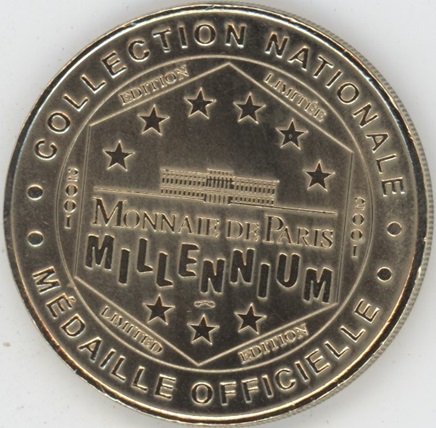 COLLECTION NATIONALE
EDITION LIMITÉE
2001
2001
MONNAIE DE PARIS
MILLENNIUM
LIMITED EDITION
MÉDAILLE OFFICIELLE